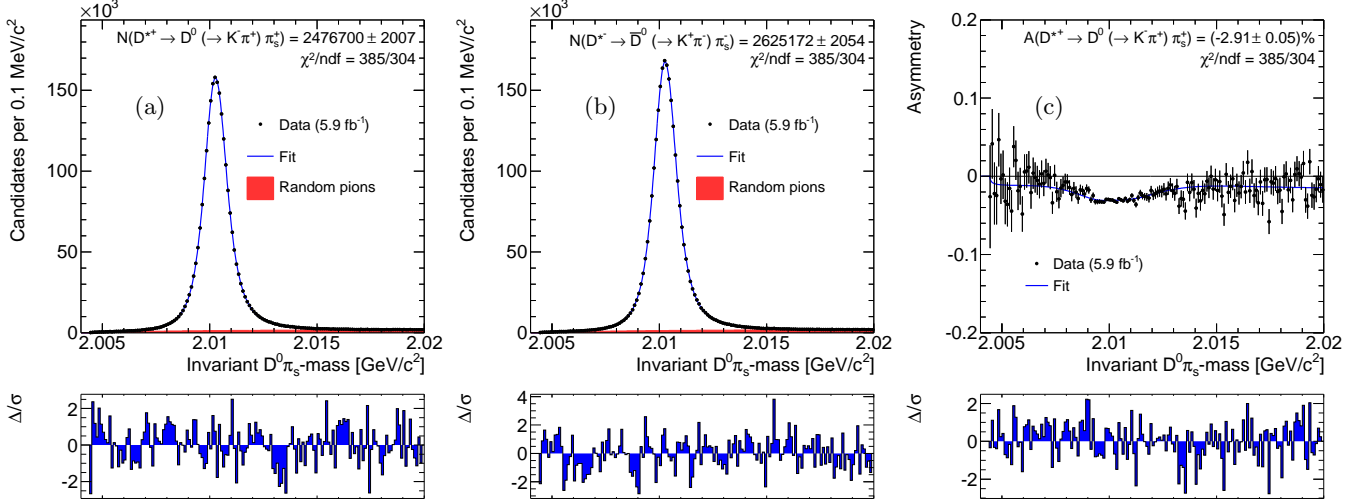 ×10³
N(D*⁺ → D⁰ (→ K⁻π⁺) πₛ⁺) = 2476700 ± 2007
χ²/ndf = 385/304
(a)
Data (5.9 fb⁻¹)
Fit
Random pions
Candidates per 0.1 MeV/c²
150
100
50
0
2.005 2.01 2.015 2.02
Invariant D⁰πₛ-mass [GeV/c²]
Δ/σ
2
0
-2
×10³
N(D*⁻ → D̅⁰ (→ K⁺π⁻) πₛ⁻) = 2625172 ± 2054
χ²/ndf = 385/304
(b)
Data (5.9 fb⁻¹)
Fit
Random pions
Candidates per 0.1 MeV/c²
150
100
50
0
2.005 2.01 2.015 2.02
Invariant D⁰πₛ-mass [GeV/c²]
Δ/σ
4
2
0
-2
A(D*⁺ → D⁰ (→ K⁻π⁺) πₛ⁺) = (-2.91 ± 0.05)%
χ²/ndf = 385/304
(c)
Data (5.9 fb⁻¹)
Fit
Asymmetry
0.2
0.1
0
-0.1
-0.2
2.005 2.01 2.015 2.02
Invariant D⁰πₛ-mass [GeV/c²]
Δ/σ
2
0
-2